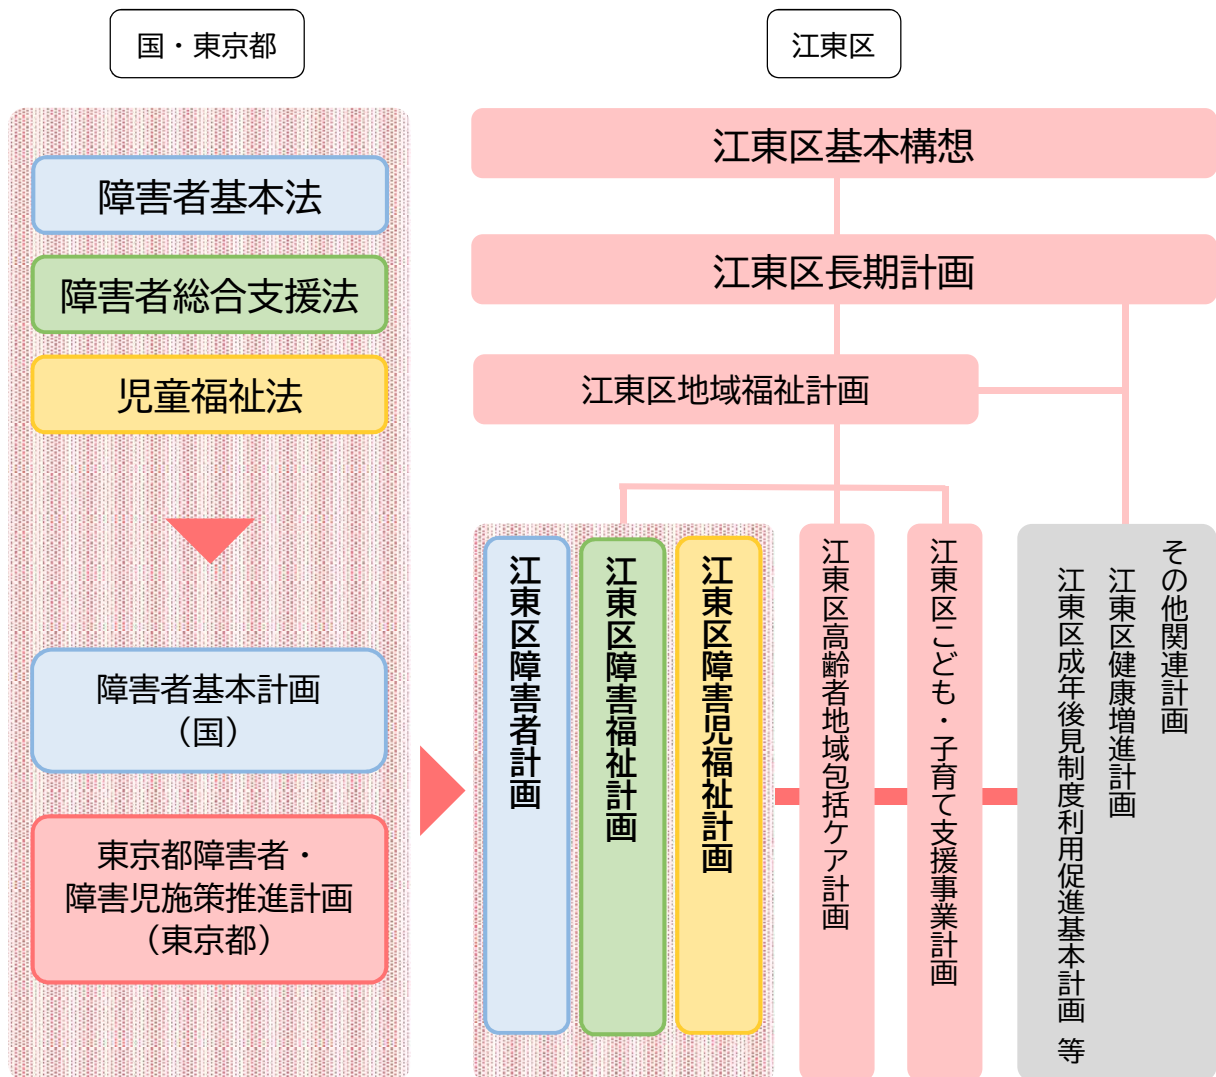 国・東京都
江東区
障害者基本法
障害者総合支援法
児童福祉法
障害者基本計画
（国）
東京都障害者・
障害児施策推進計画
（東京都）
江東区基本構想
江東区長期計画
江東区地域福祉計画
江東区障害者計画
江東区障害福祉計画
江東区障害児福祉計画
江東区高齢者地域包括ケア計画
江東区こども・子育て支援事業計画
その他関連計画
江東区健康増進計画
江東区成年後見制度利用促進基本計画 等